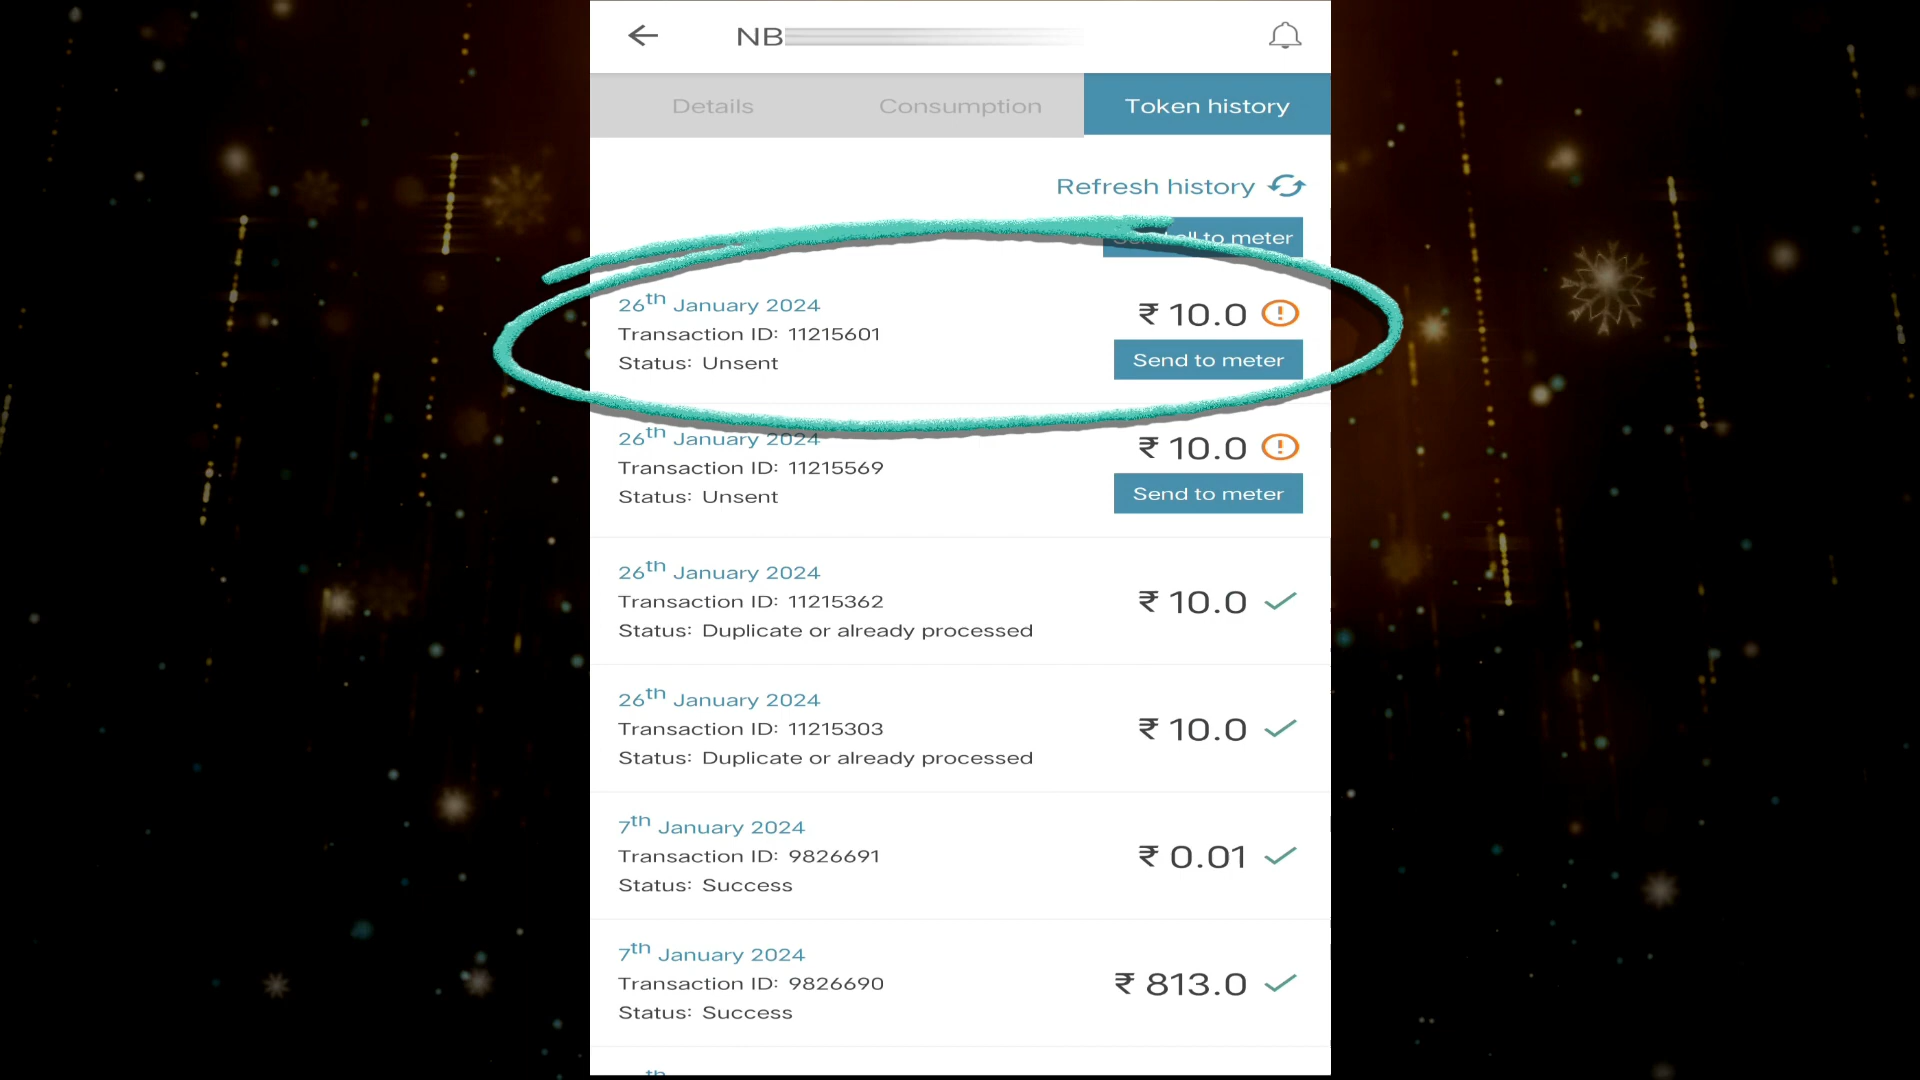 NB
Details Consumption Token history
Refresh history
to meter
26th January 2024
Transaction ID: 11215601
Status: Unsent
₹ 10.0
Send to meter
26th January 2024
Transaction ID: 11215569
Status: Unsent
₹ 10.0
Send to meter
26th January 2024
Transaction ID: 11215362
Status: Duplicate or already processed
₹ 10.0
26th January 2024
Transaction ID: 11215303
Status: Duplicate or already processed
₹ 10.0
7th January 2024
Transaction ID: 9826691
Status: Success
₹ 0.01
7th January 2024
Transaction ID: 9826690
Status: Success
₹ 813.0
th